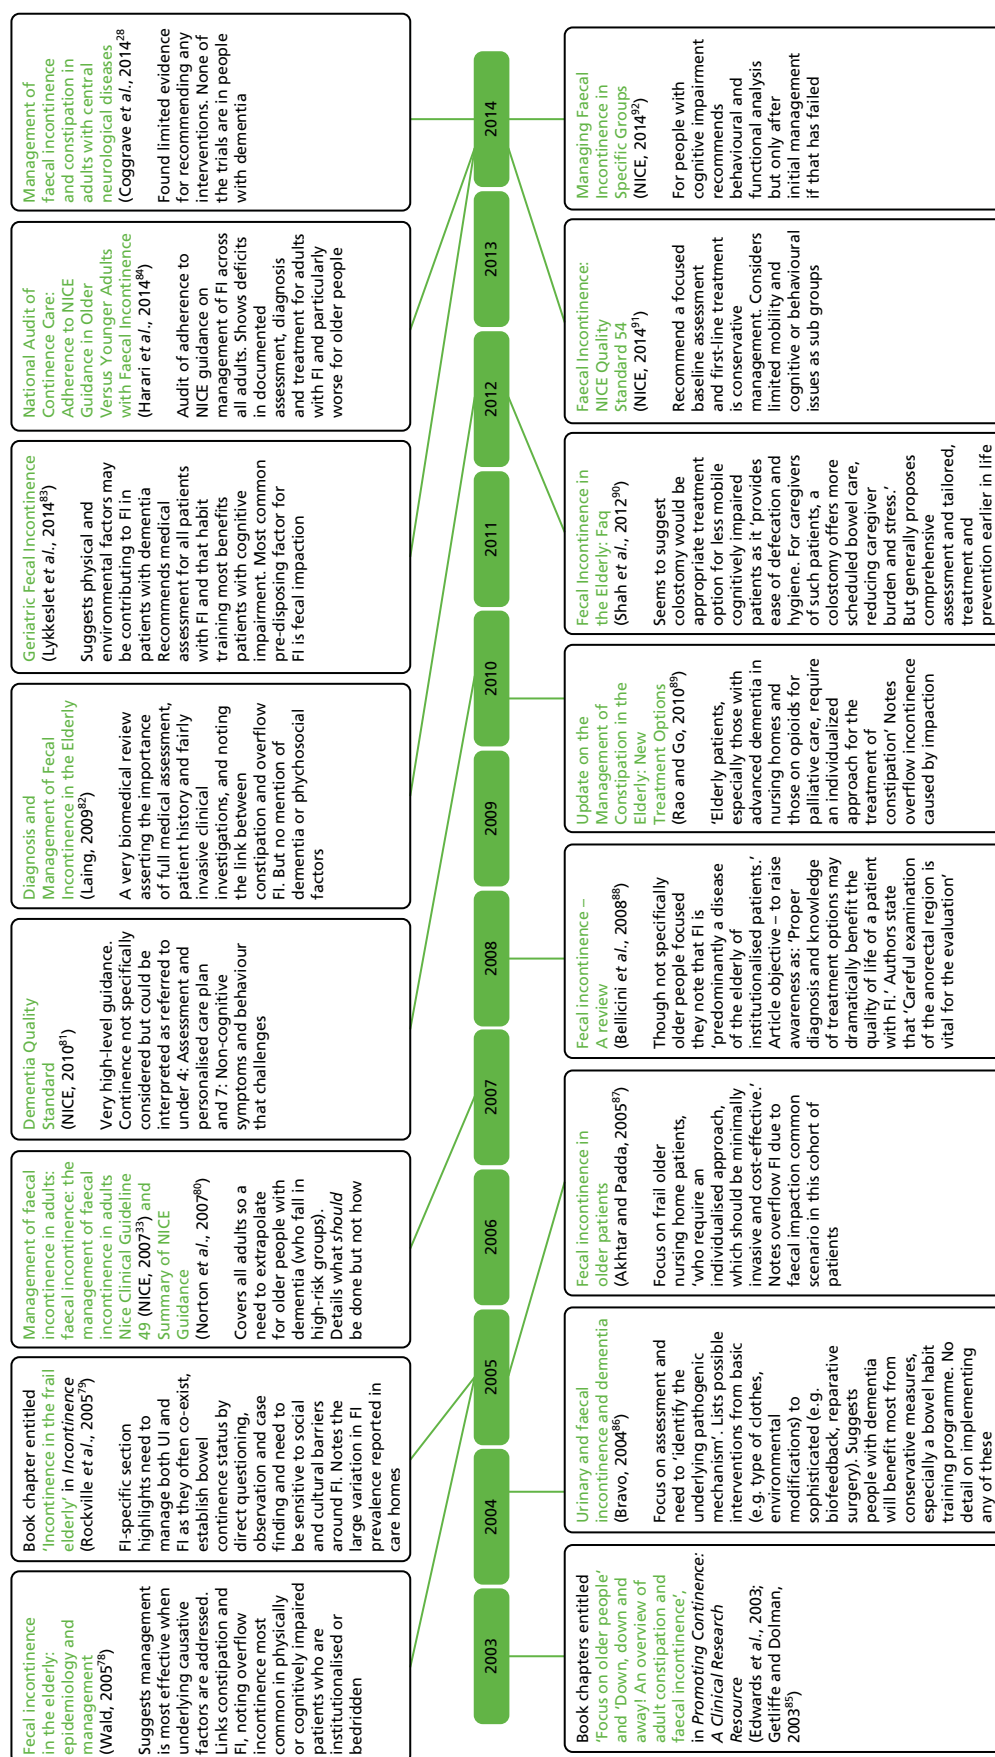 Fecal incontinence
in the elderly:
epidemiology and
management
(Wald, 2005⁷⁸)
Suggests management
is most effective when
underlying causative
factors are addressed.
Links constipation and
FI, noting overflow
incontinence most
common in physically
or cognitively impaired
patients who are
institutionalised or
bedridden
Book chapter entitled
'Incontinence in the frail
elderly' in Incontinence
(Rockville et al., 2005⁷⁹)
FI-specific section
highlights need to
manage both UI and
FI as they often co-exist,
establish bowel
continence status by
direct questioning,
observation and case
finding and need to
be sensitive to social
and cultural barriers
around FI. Notes the
large variation in FI
prevalence reported in
care homes
Management of faecal
incontinence in adults:
faecal incontinence: the
management of faecal
incontinence in adults
Nice Clinical Guideline
49 (NICE, 2007³³) and
Summary of NICE
Guidance
(Norton et al., 2007⁸⁰)
Covers all adults so a
need to extrapolate
for older people with
dementia (who fall in
high-risk groups).
Details what should
be done but not how
Dementia Quality
Standard
(NICE, 2010⁸¹)
Very high-level guidance.
Continence not specifically
considered but could be
interpreted as referred to
under 4: Assessment and
personalised care plan
and 7: Non-cognitive
symptoms and behaviour
that challenges
Diagnosis and
Management of Fecal
Incontinence in the Elderly
(Laing, 2009⁸²)
A very biomedical review
asserting the importance
of full medical assessment,
patient history and fairly
invasive clinical
investigations, and noting
the link between
constipation and overflow
FI. But no mention of
dementia or phychosocial
factors
Geriatric Fecal Incontinence
(Lykkeslet et al., 2014⁸³)
Suggests physical and
environmental factors may
be contributing to FI in
patients with dementia
Recommends medical
assessment for all patients
with FI and that habit
training most benefits
patients with cognitive
impairment. Most common
pre-disposing factor for
FI is fecal impaction
National Audit of
Continence Care:
Adherence to NICE
Guidance in Older
Versus Younger Adults
with Faecal Incontinence
(Harari et al., 2014⁸⁴)
Audit of adherence to
NICE guidance on
management of FI across
all adults. Shows deficits
in documented
assessment, diagnosis
and treatment for adults
with FI and particularly
worse for older people
Management of
faecal incontinence
and constipation in
adults with central
neurological diseases
(Coggrave et al., 2014²⁸
Found limited evidence
for recommending any
interventions. None of
the trials are in people
with dementia
2003
2004
2005
2006
2007
2008
2009
2010
2011
2012
2013
2014
Book chapters entitled
'Focus on older people'
and 'Down, down and
away! An overview of
adult constipation and
faecal incontinence',
in Promoting Continence:
A Clinical Research
Resource
(Edwards et al., 2003;
Getliffe and Dolman,
2003⁸⁵)
Urinary and faecal
incontinence and dementia
(Bravo, 2004⁸⁶)
Focus on assessment and
need to 'identify the
underlying pathogenic
mechanism'. Lists possible
interventions from basic
(e.g. type of clothes,
environmental
modifications) to
sophisticated (e.g.
biofeedback, reparative
surgery). Suggests
people with dementia
will benefit most from
conservative measures,
especially a bowel habit
training programme. No
detail on implementing
any of these
Fecal incontinence in
older patients
(Akhtar and Padda, 2005⁸⁷)
Focus on frail older
nursing home patients,
'who require an
individualised approach,
which should be minimally
invasive and cost-effective.'
Notes overflow FI due to
faecal impaction common
scenario in this cohort of
patients
Fecal incontinence –
A review
(Bellicini et al., 2008⁸⁸)
Though not specifically
older people focused
they note that FI is
'predominantly a disease
of the elderly of
institutionalised patients.'
Article objective – to raise
awareness as: 'Proper
diagnosis and knowledge
of treatment options may
dramatically benefit the
quality of life of a patient
with FI.' Authors state
that 'Careful examination
of the anorectal region is
vital for the evaluation'
Update on the
Management of
Constipation in the
Elderly: New
Treatment Options
(Rao and Go, 2010⁸⁹)
'Elderly patients,
especially those with
advanced dementia in
nursing homes and
those on opioids for
palliative care, require
an individualized
approach for the
treatment of
constipation' Notes
overflow incontinence
caused by impaction
Fecal Incontinence in
the Elderly: Faq
(Shah et al., 2012⁹⁰)
Seems to suggest
colostomy would be
appropriate treatment
option for less mobile
cognitively impaired
patients as it 'provides
ease of defecation and
hygiene. For caregivers
of such patients, a
colostomy offers more
scheduled bowel care,
reducing caregiver
burden and stress.'
But generally proposes
comprehensive
assessment and tailored,
treatment and
prevention earlier in life
Faecal Incontinence:
NICE Quality
Standard 54
(NICE, 2014⁹¹)
Recommend a focused
baseline assessment
and first-line treatment
is conservative
management. Considers
limited mobility and
cognitive or behavioural
issues as sub groups
Managing Faecal
Incontinence in
Specific Groups
(NICE, 2014⁹²)
For people with
cognitive impairment
recommends
behavioural and
functional analysis
but only after
initial management
if that has failed